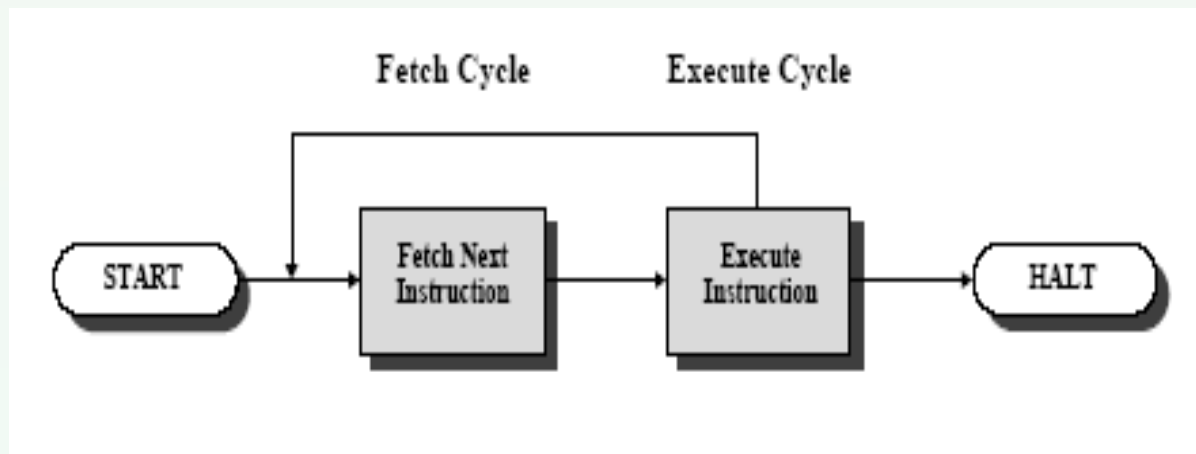 Fetch Cycle
Execute Cycle
START
Fetch Next
Instruction
Execute
Instruction
HALT